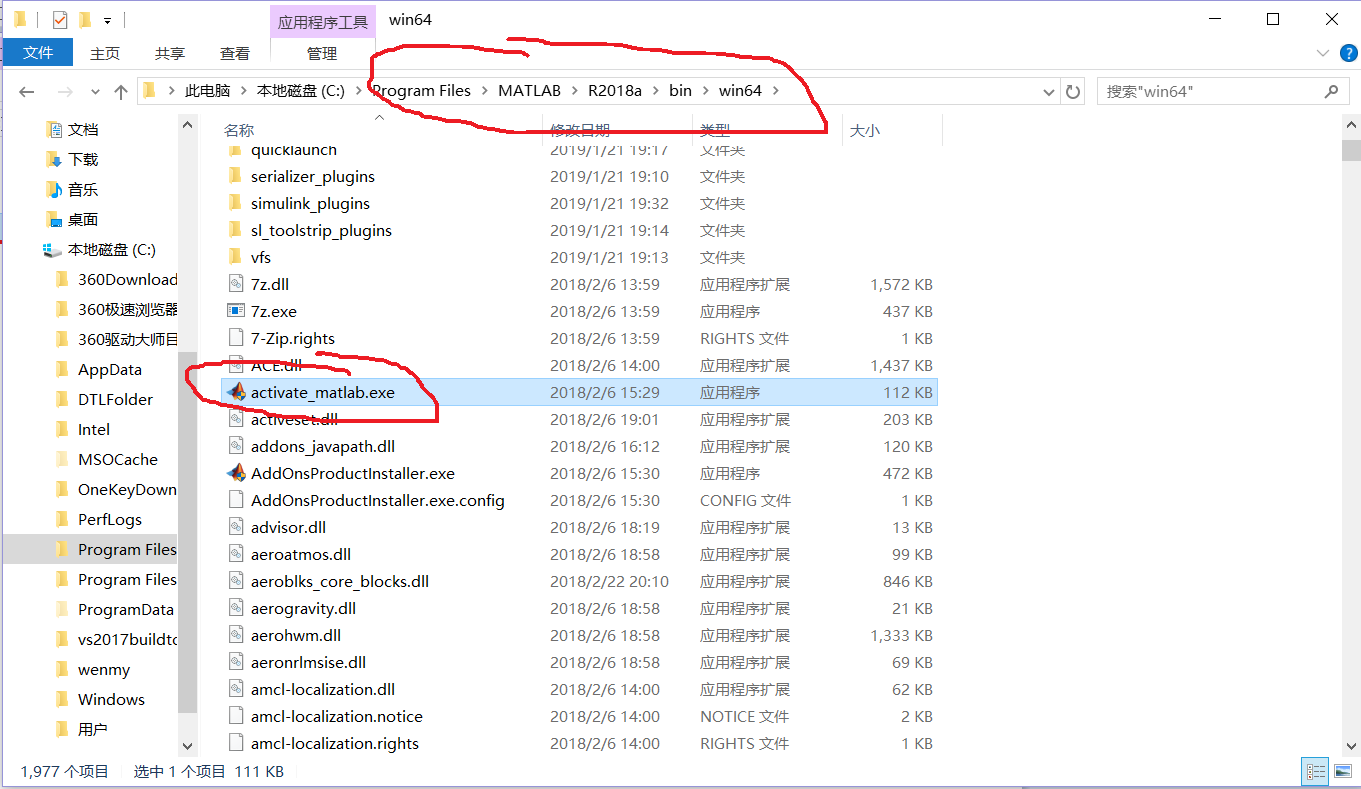 应用程序工具 win64
文件 主页 共享 查看 管理
此电脑 本地磁盘 (C:) Program Files MATLAB R2018a bin win64 搜索"win64"
名称 修改日期 类型 大小
文档
下载
音乐
桌面
本地磁盘 (C:)
360Download
360极速浏览器
360驱动大师目
AppData
DTLFolder
Intel
MSOCache
OneKeyDown
PerfLogs
Program Files
Program Files
ProgramData
vs2017buildto
wenmy
Windows
用户
quicklaunch 2019/1/21 19:17 文件夹
serializer_plugins 2019/1/21 19:10 文件夹
simulink_plugins 2019/1/21 19:32 文件夹
sl_toolstrip_plugins 2019/1/21 19:14 文件夹
vfs 2019/1/21 19:13 文件夹
7z.dll 2018/2/6 13:59 应用程序扩展 1,572 KB
7z.exe 2018/2/6 13:59 应用程序 437 KB
7-Zip.rights 2018/2/6 13:59 RIGHTS 文件 1 KB
ACE.dll 2018/2/6 14:00 应用程序扩展 1,437 KB
activate_matlab.exe 2018/2/6 15:29 应用程序 112 KB
activeset.dll 2018/2/6 19:01 应用程序扩展 203 KB
addons_javapath.dll 2018/2/6 16:12 应用程序扩展 120 KB
AddOnsProductInstaller.exe 2018/2/6 15:30 应用程序 472 KB
AddOnsProductInstaller.exe.config 2018/2/6 15:30 CONFIG 文件 1 KB
advisor.dll 2018/2/6 18:19 应用程序扩展 13 KB
aeroatmos.dll 2018/2/6 18:58 应用程序扩展 99 KB
aeroblks_core_blocks.dll 2018/2/22 20:10 应用程序扩展 846 KB
aerogravity.dll 2018/2/6 18:58 应用程序扩展 21 KB
aerohwm.dll 2018/2/6 18:58 应用程序扩展 1,333 KB
aeronrlmsise.dll 2018/2/6 18:58 应用程序扩展 69 KB
amcl-localization.dll 2018/2/6 14:00 应用程序扩展 62 KB
amcl-localization.notice 2018/2/6 14:00 NOTICE 文件 2 KB
amcl-localization.rights 2018/2/6 14:00 RIGHTS 文件 1 KB
1,977 个项目 选中 1 个项目 111 KB